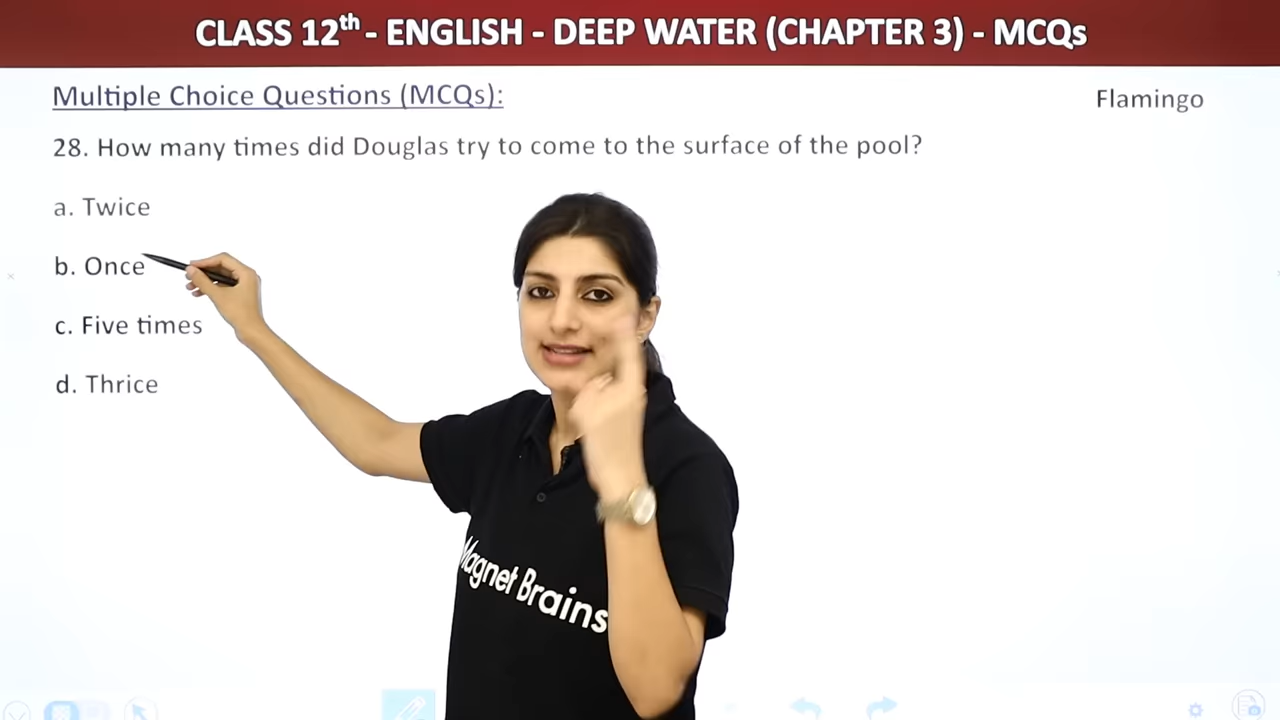 CLASS 12th - ENGLISH - DEEP WATER (CHAPTER 3) - MCQs
Multiple Choice Questions (MCQs):
Flamingo
28. How many times did Douglas try to come to the surface of the pool?
a. Twice
b. Once
c. Five times
d. Thrice
Magnet Brains